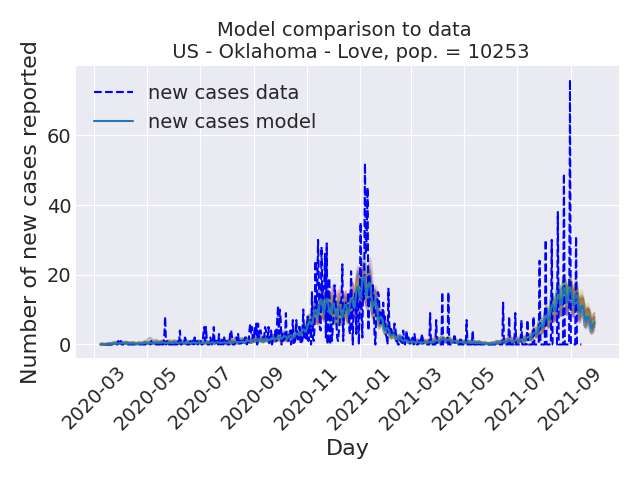 Model comparison to data
US - Oklahoma - Love, pop. = 10253
Number of new cases reported
new cases data
new cases model
60
40
20
0
2020-03
2020-05
2020-07
2020-09
2020-11
2021-01
2021-03
2021-05
2021-07
2021-09
Day